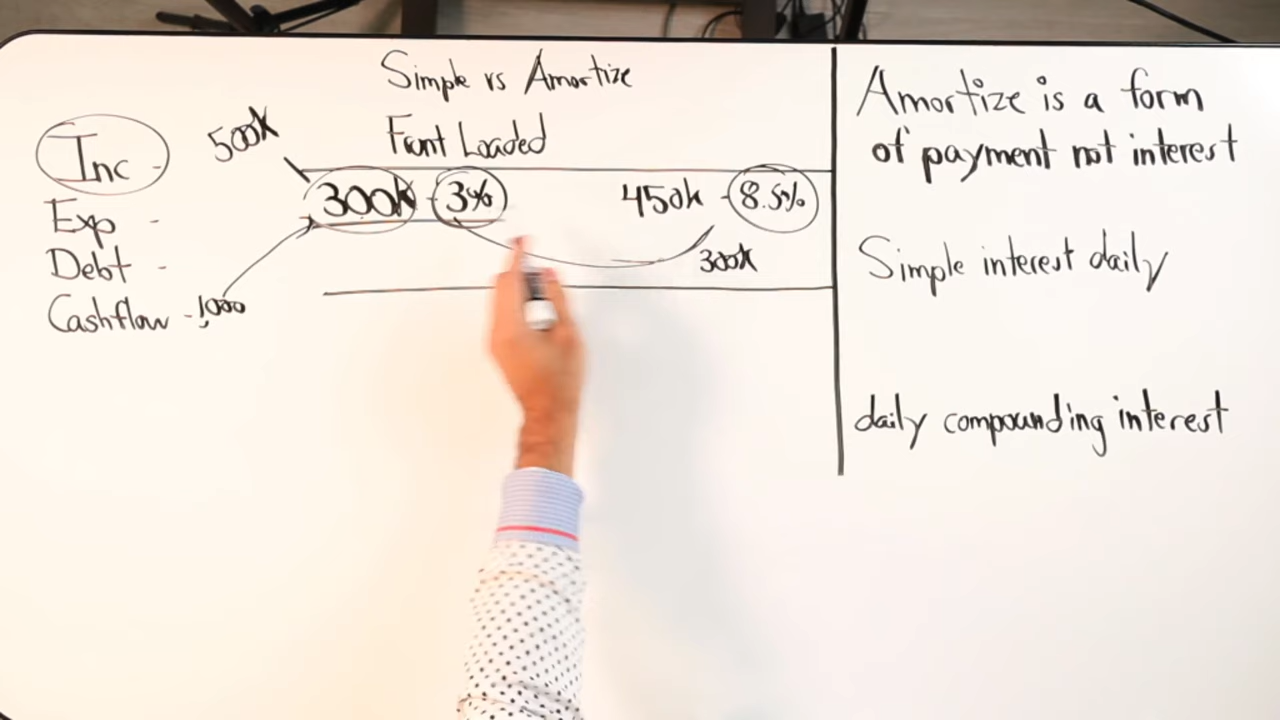 Simple vs Amortize
Front Loaded
500k
Inc -
Exp -
Debt -
Cashflow - 1,000
300k - 3%
450k - 8.5%
300k
Amortize is a form
of payment not interest
Simple interest daily
daily compounding interest